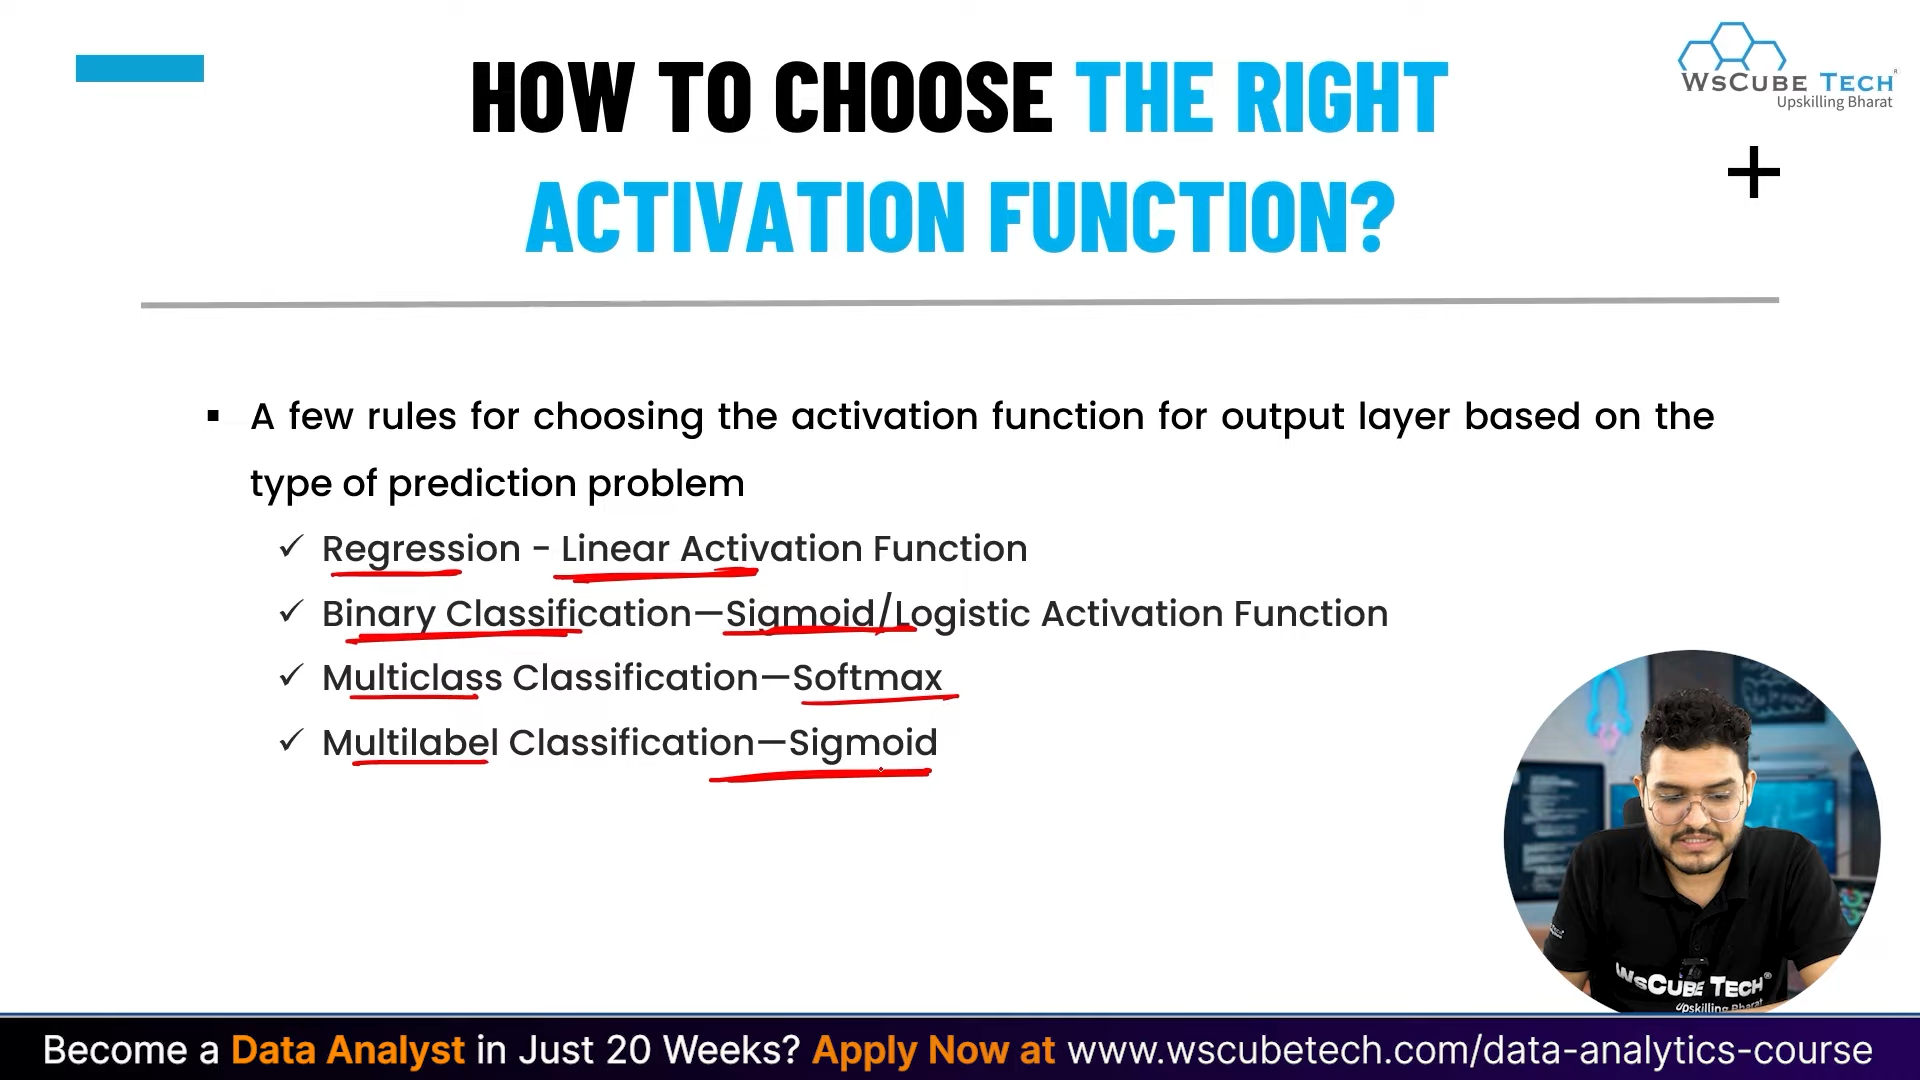 HOW TO CHOOSE THE RIGHT
ACTIVATION FUNCTION?
WSCUBE TECH
Upskilling Bharat
A few rules for choosing the activation function for output layer based on the
type of prediction problem
Regression - Linear Activation Function
Binary Classification—Sigmoid/Logistic Activation Function
Multiclass Classification—Softmax
Multilabel Classification—Sigmoid
WSCUBE TECH
Upskilling Bharat
Become a Data Analyst in Just 20 Weeks? Apply Now at www.wscubetech.com/data-analytics-course